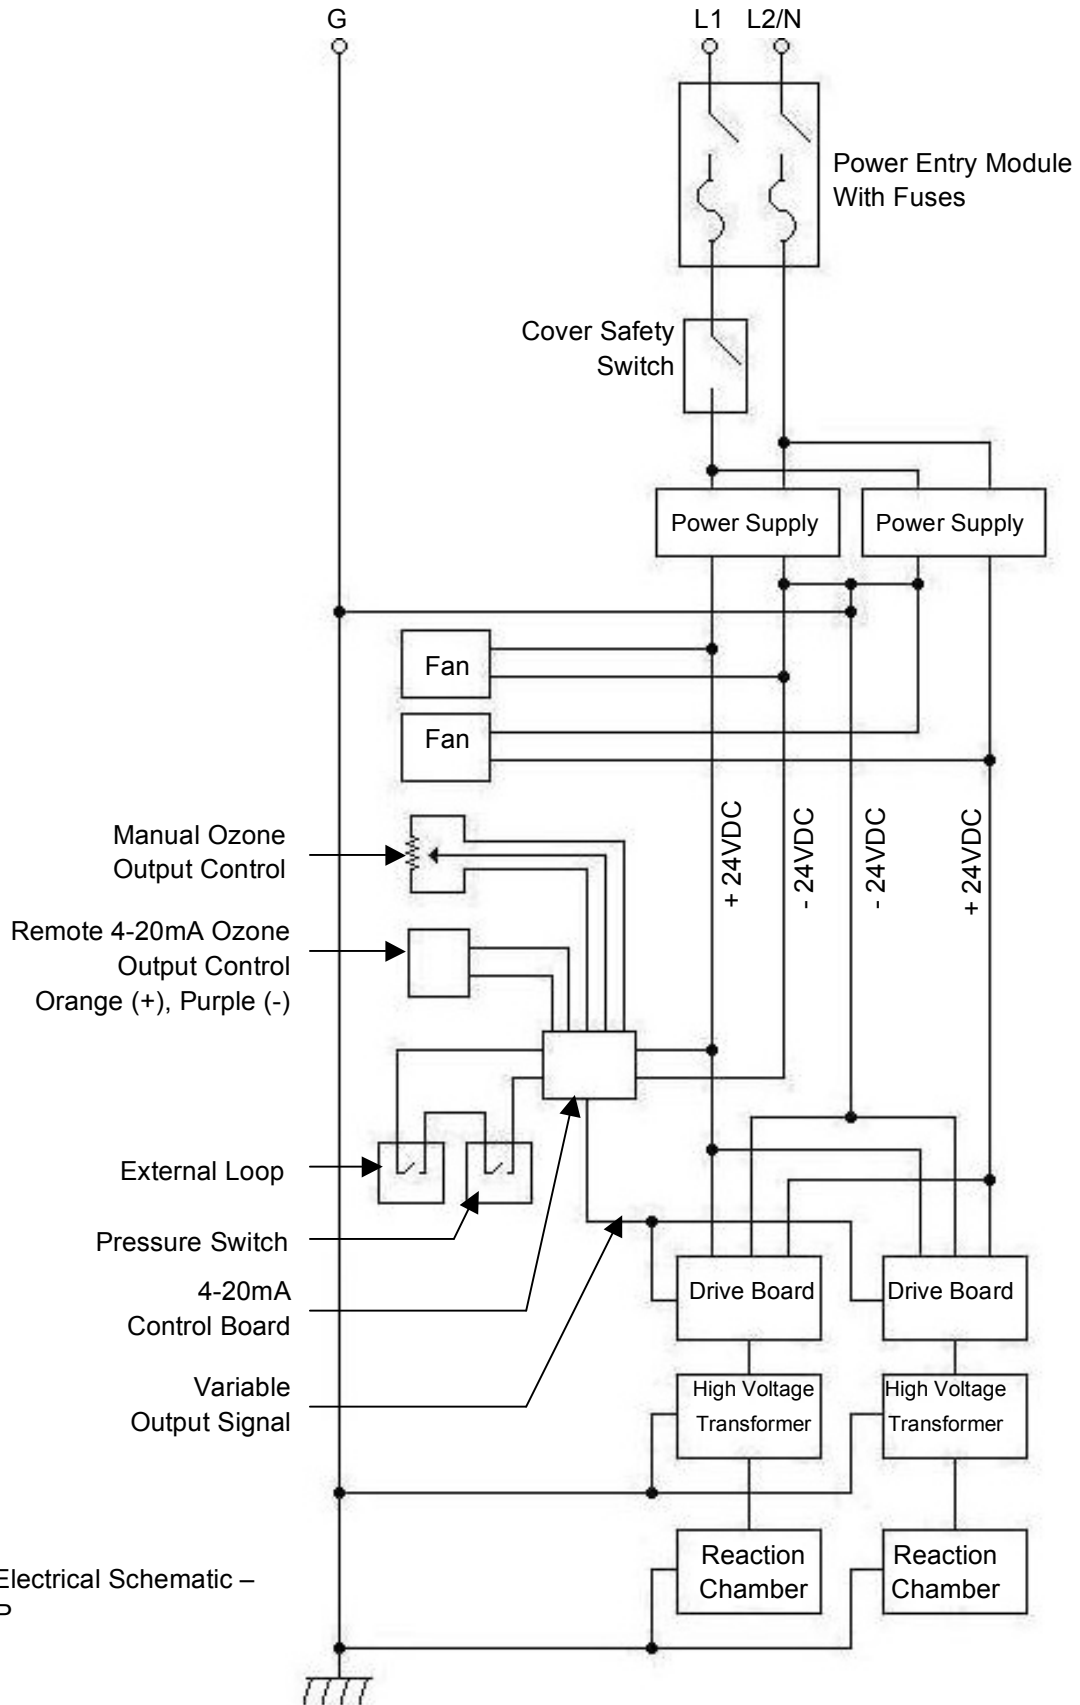 G
L1 L2/N
Power Entry Module
With Fuses
Cover Safety
Switch
Power Supply
Power Supply
Fan
Fan
+ 24VDC
- 24VDC
- 24VDC
+ 24VDC
Manual Ozone
Output Control
Remote 4-20mA Ozone
Output Control
Orange (+), Purple (-)
External Loop
Pressure Switch
4-20mA
Control Board
Variable
Output Signal
Drive Board
Drive Board
High Voltage
Transformer
High Voltage
Transformer
Reaction
Chamber
Reaction
Chamber
Electrical Schematic –